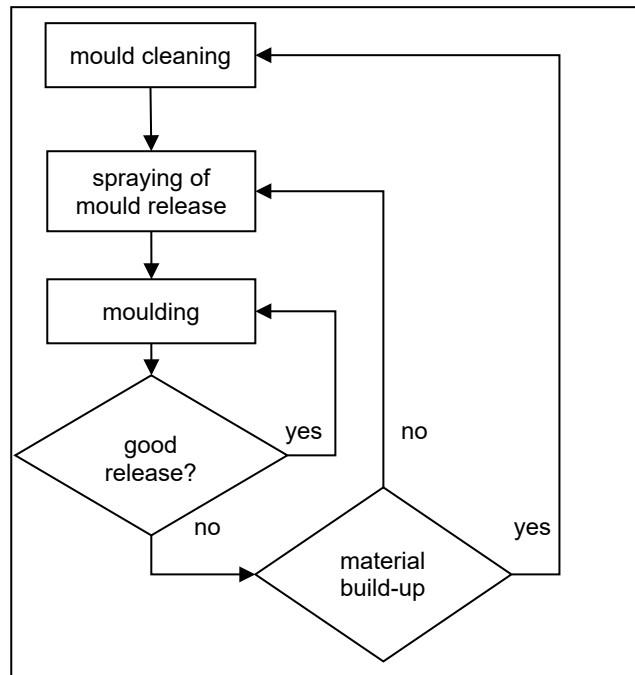 mould cleaning
spraying of
mould release
moulding
good
release?
yes
no
no
material
build-up
yes